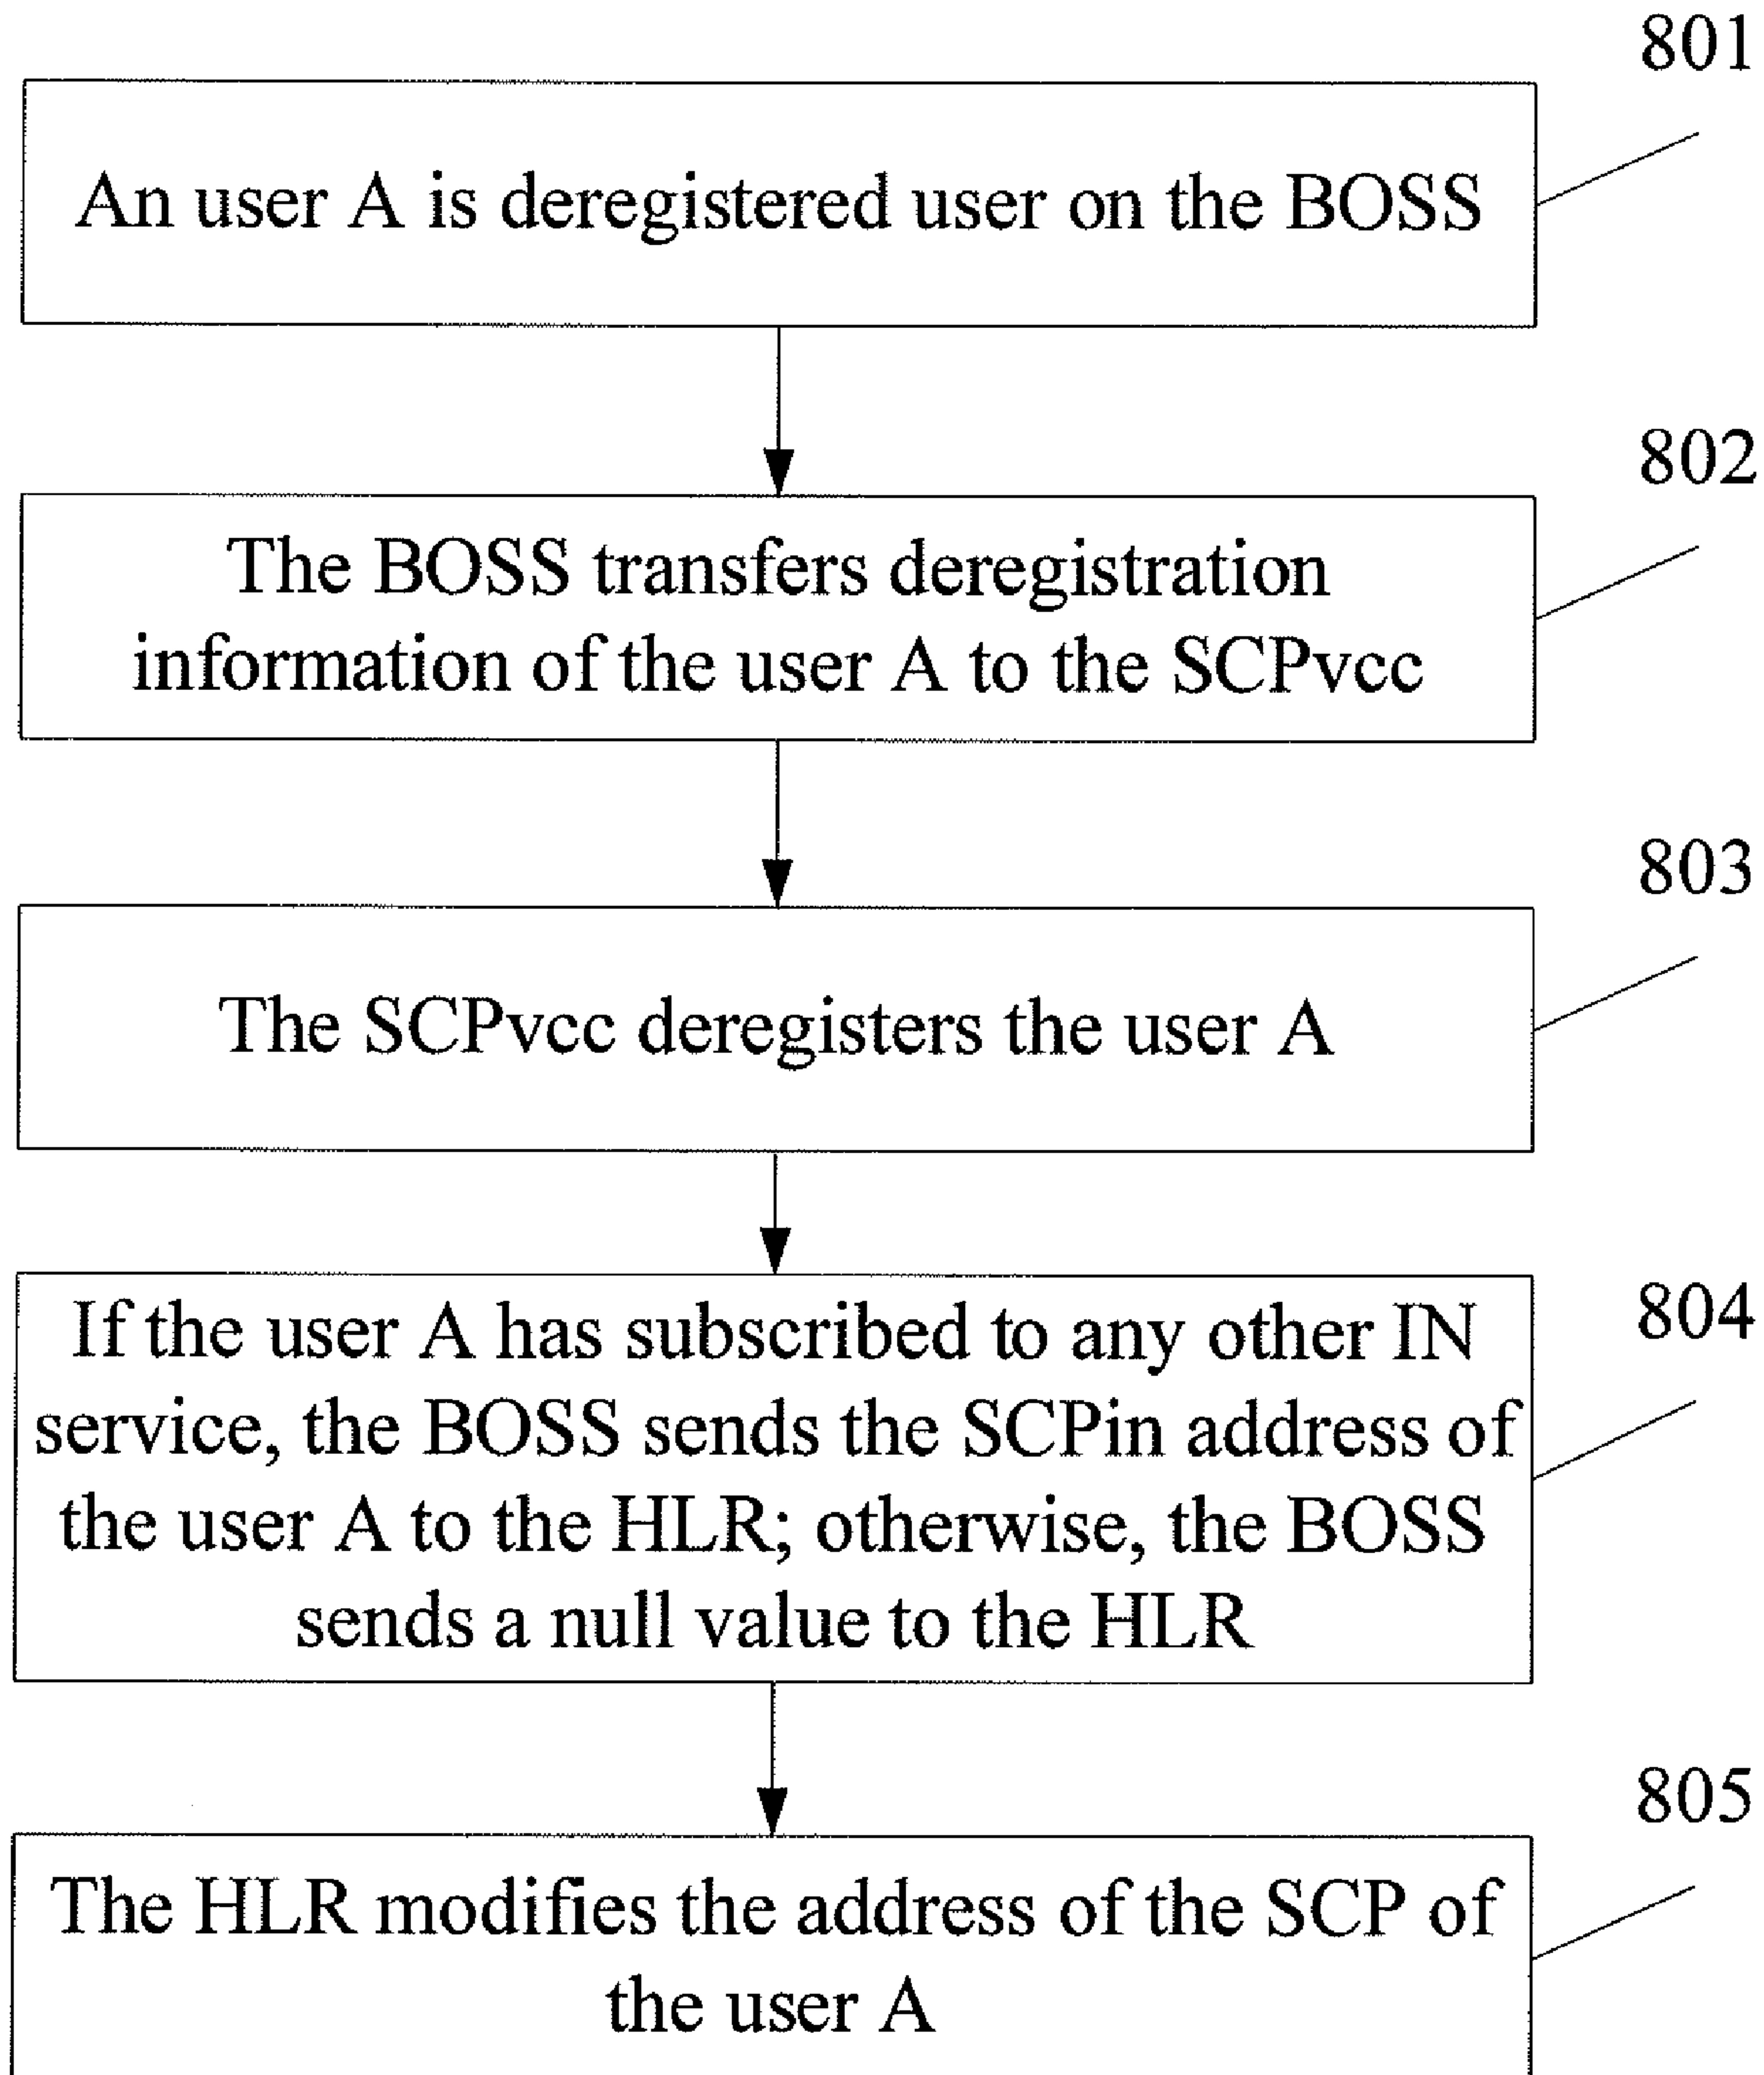 801
An user A is deregistered user on the BOSS
802
The BOSS transfers deregistration
information of the user A to the SCPvcc
803
The SCPvcc deregisters the user A
804
If the user A has subscribed to any other IN
service, the BOSS sends the SCPin address of
the user A to the HLR; otherwise, the BOSS
sends a null value to the HLR
805
The HLR modifies the address of the SCP of
the user A